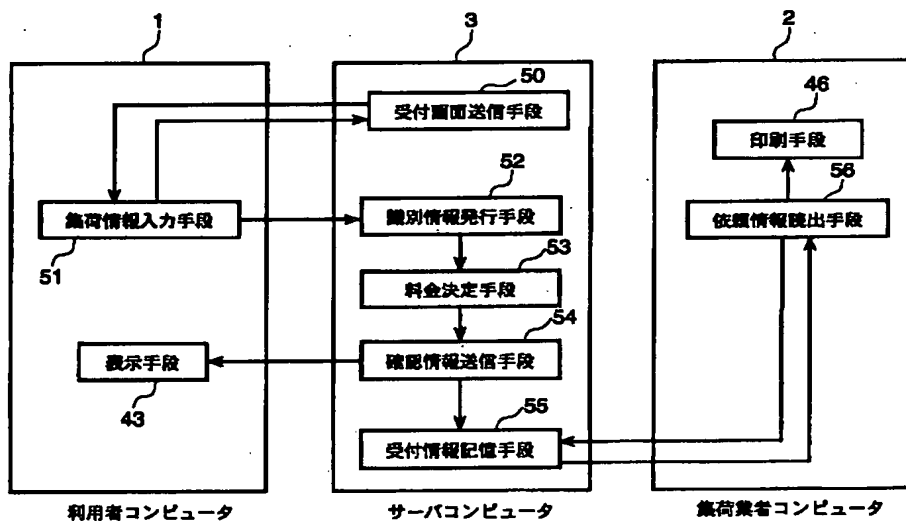 1
3
2
50
受付画面送信手段
46
印刷手段
52
56
集荷情報入力手段
識別情報発行手段
依頼情報読出手段
51
53
料金決定手段
54
表示手段
確認情報送信手段
43
55
受付情報記憶手段
利用者コンピュータ
サーバコンピュータ
集荷業者コンピュータ